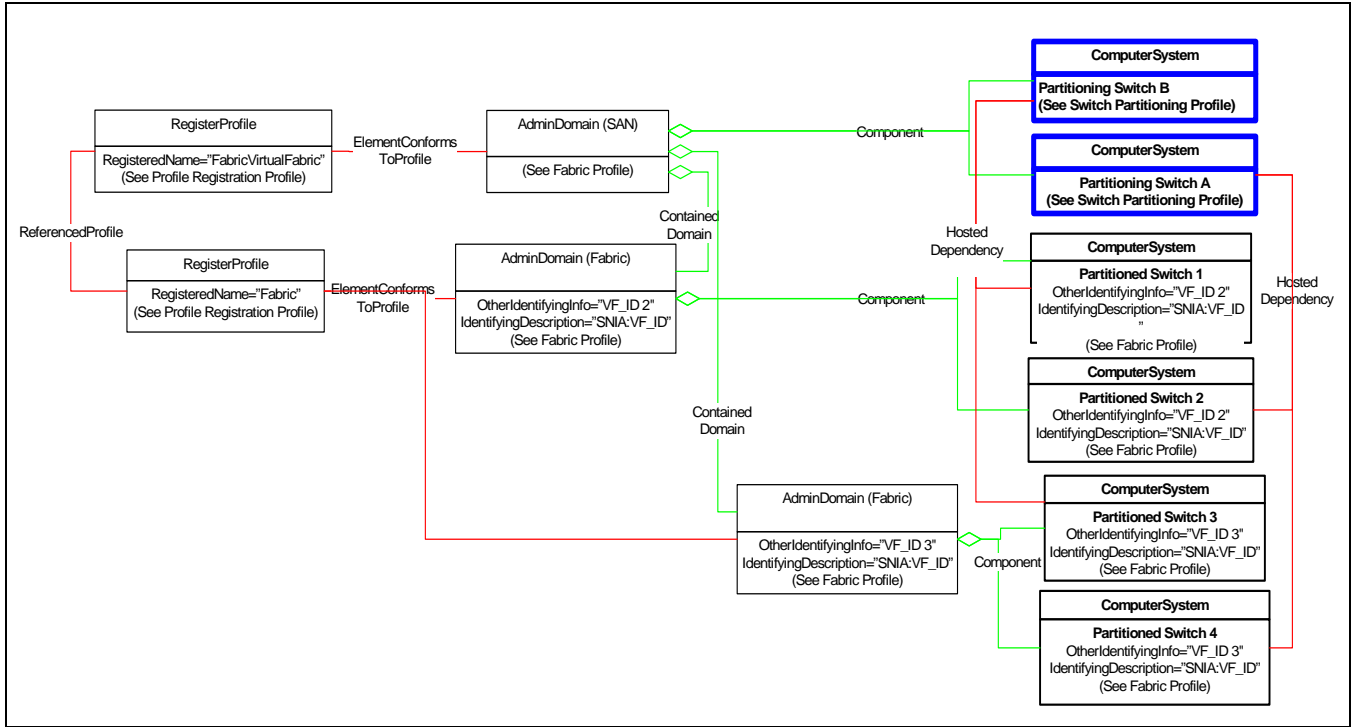 RegisterProfile
RegisteredName="FabricVirtualFabric"
(See Profile Registration Profile)
ElementConforms
ToProfile
AdminDomain (SAN)
(See Fabric Profile)
Component
ComputerSystem
Partitioning Switch B
(See Switch Partitioning Profile)
ComputerSystem
Partitioning Switch A
(See Switch Partitioning Profile)
ReferencedProfile
RegisterProfile
RegisteredName="Fabric"
(See Profile Registration Profile)
ElementConforms
ToProfile
Contained
Domain
AdminDomain (Fabric)
OtherIdentifyingInfo="VF_ID 2"
IdentifyingDescription="SNIA:VF_ID"
(See Fabric Profile)
Component
Hosted
Dependency
ComputerSystem
Partitioned Switch 1
OtherIdentifyingInfo="VF_ID 2"
IdentifyingDescription="SNIA:VF_ID
"
(See Fabric Profile)
Hosted
Dependency
ComputerSystem
Partitioned Switch 2
OtherIdentifyingInfo="VF_ID 2"
IdentifyingDescription="SNIA:VF_ID"
(See Fabric Profile)
Contained
Domain
AdminDomain (Fabric)
OtherIdentifyingInfo="VF_ID 3"
IdentifyingDescription="SNIA:VF_ID"
(See Fabric Profile)
Component
ComputerSystem
Partitioned Switch 3
OtherIdentifyingInfo="VF_ID 3"
IdentifyingDescription="SNIA:VF_ID"
(See Fabric Profile)
ComputerSystem
Partitioned Switch 4
OtherIdentifyingInfo="VF_ID 3"
IdentifyingDescription="SNIA:VF_ID"
(See Fabric Profile)